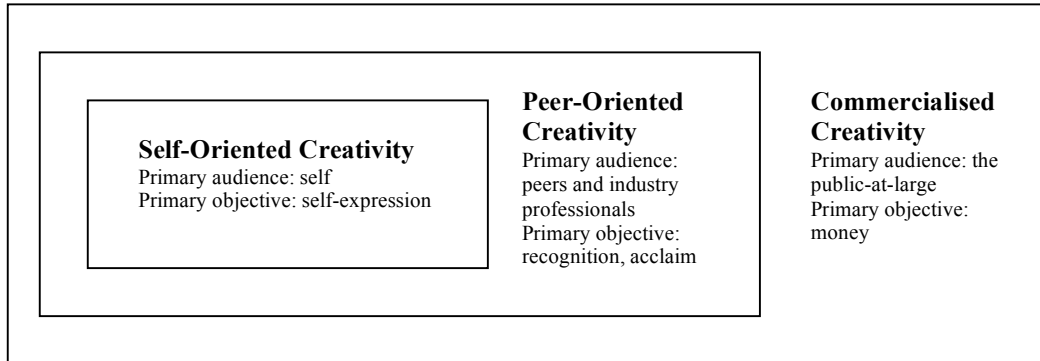 Self-Oriented Creativity
Primary audience: self
Primary objective: self-expression
Peer-Oriented
Creativity
Primary audience:
peers and industry
professionals
Primary objective:
recognition, acclaim
Commercialised
Creativity
Primary audience: the
public-at-large
Primary objective:
money